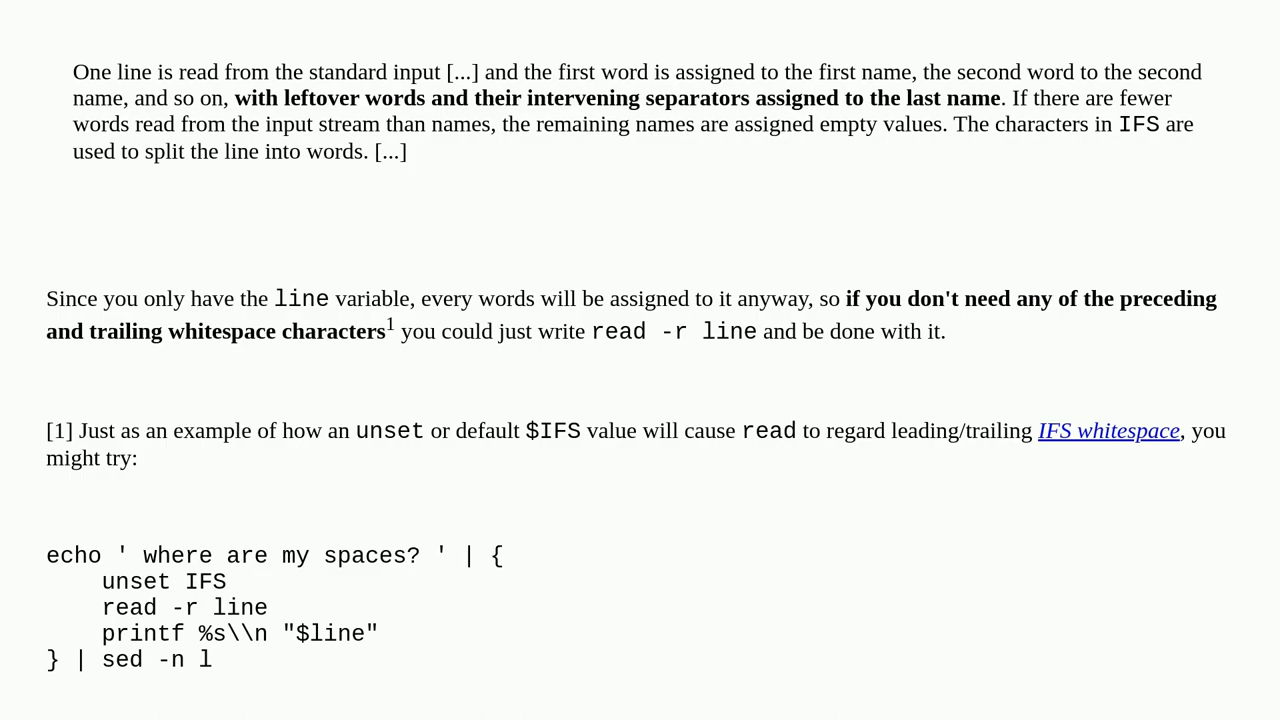 One line is read from the standard input [...] and the first word is assigned to the first name, the second word to the second
name, and so on, with leftover words and their intervening separators assigned to the last name. If there are fewer
words read from the input stream than names, the remaining names are assigned empty values. The characters in IFS are
used to split the line into words. [...]
Since you only have the line variable, every words will be assigned to it anyway, so if you don't need any of the preceding
and trailing whitespace characters1 you could just write read -r line and be done with it.
[1] Just as an example of how an unset or default $IFS value will cause read to regard leading/trailing IFS whitespace, you
might try:
echo ' where are my spaces? ' | {
    unset IFS
    read -r line
    printf %s\\n "$line"
} | sed -n l